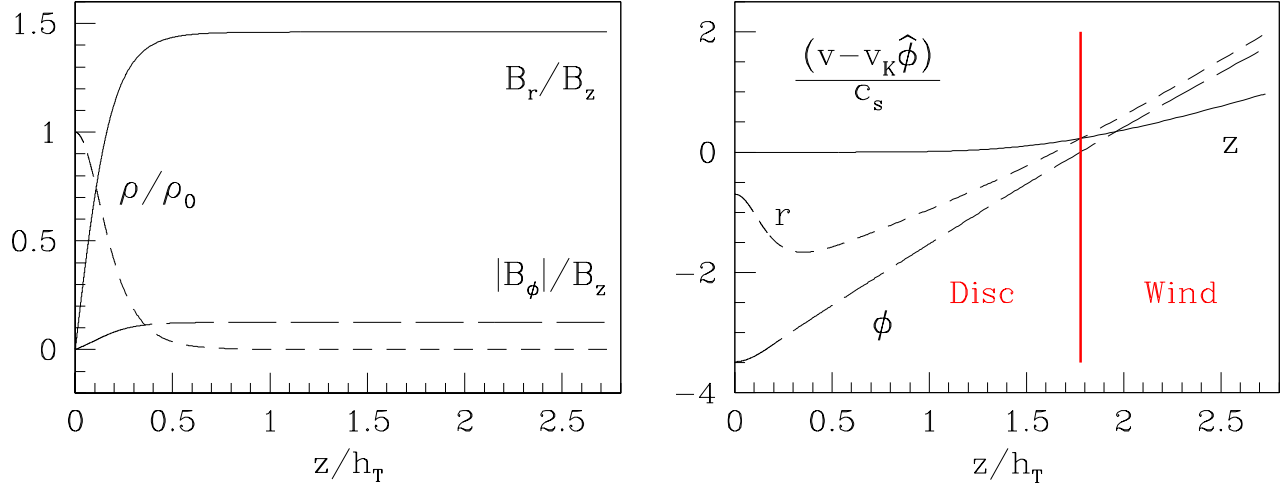 1.5
1
0.5
0
B_r/B_z
ρ/ρ_0
|B_ϕ|/B_z
0 0.5 1 1.5 2 2.5
z/h_T
2
0
−2
−4
(v−v_K ϕ̂)
c_s
z
r
Disc Wind
ϕ
0 0.5 1 1.5 2 2.5
z/h_T